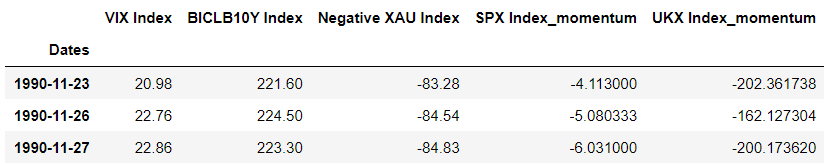 VIX Index BICLB10Y Index Negative XAU Index SPX Index_momentum UKX Index_momentum
Dates
1990-11-23 20.98 221.60 -83.28 -4.113000 -202.361738
1990-11-26 22.76 224.50 -84.54 -5.080333 -162.127304
1990-11-27 22.86 223.30 -84.83 -6.031000 -200.173620